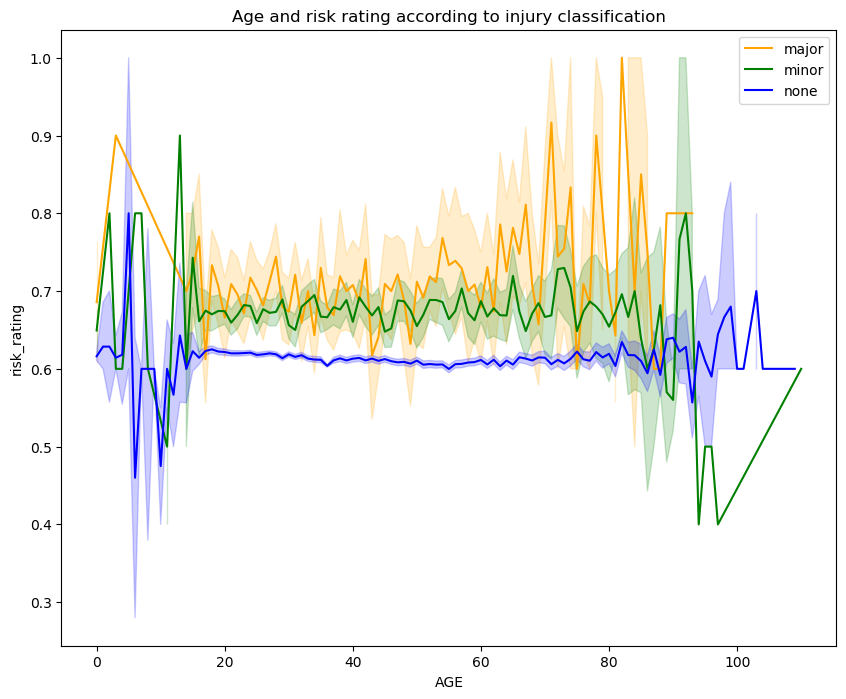 Age and risk rating according to injury classification
major
minor
none
risk_rating
1.0
0.9
0.8
0.7
0.6
0.5
0.4
0.3
0
20
40
60
80
100
AGE